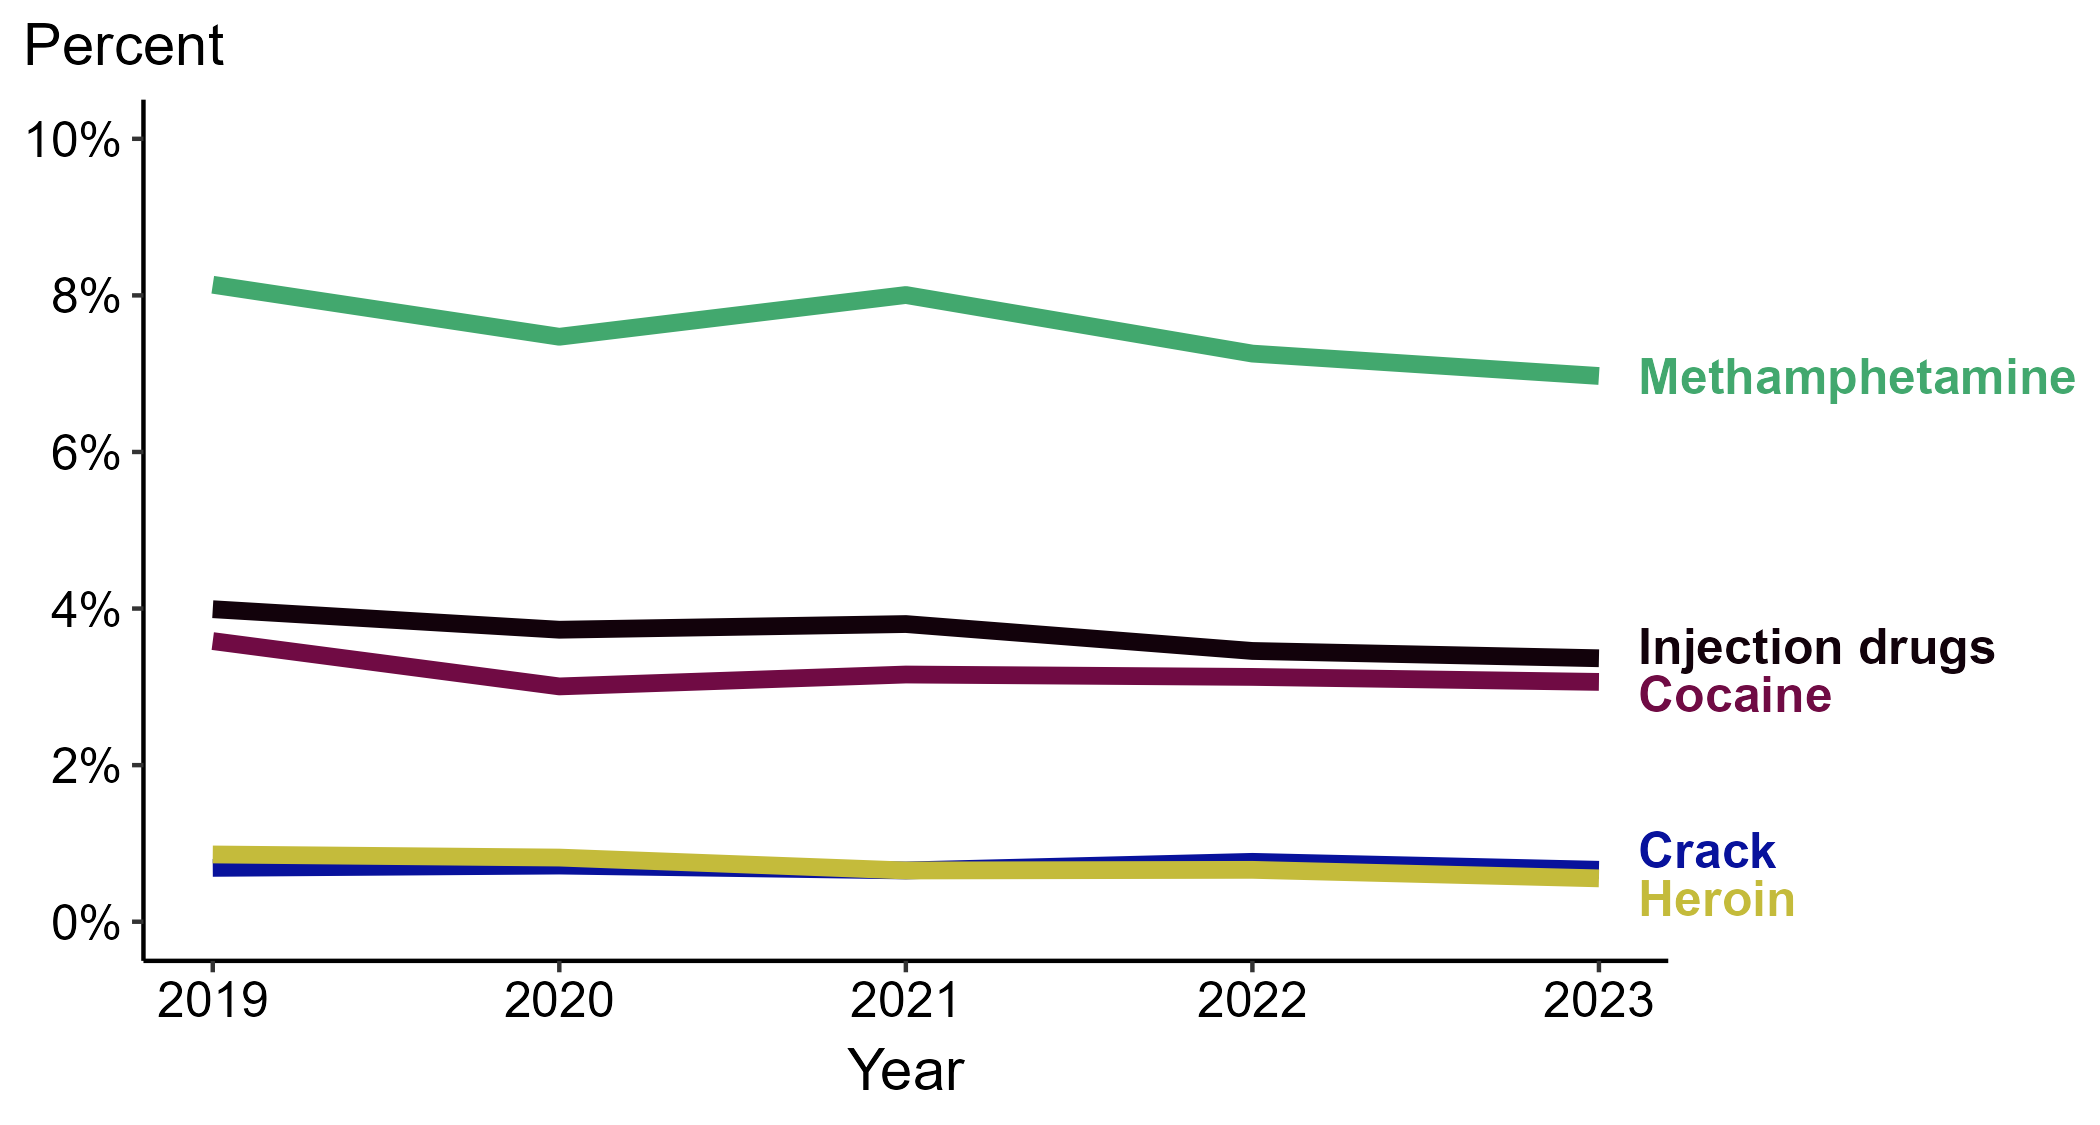 Percent
10%
8%
6%
4%
2%
0%
Methamphetamine
Injection drugs
Cocaine
Crack
Heroin
2019 2020 2021 2022 2023
Year